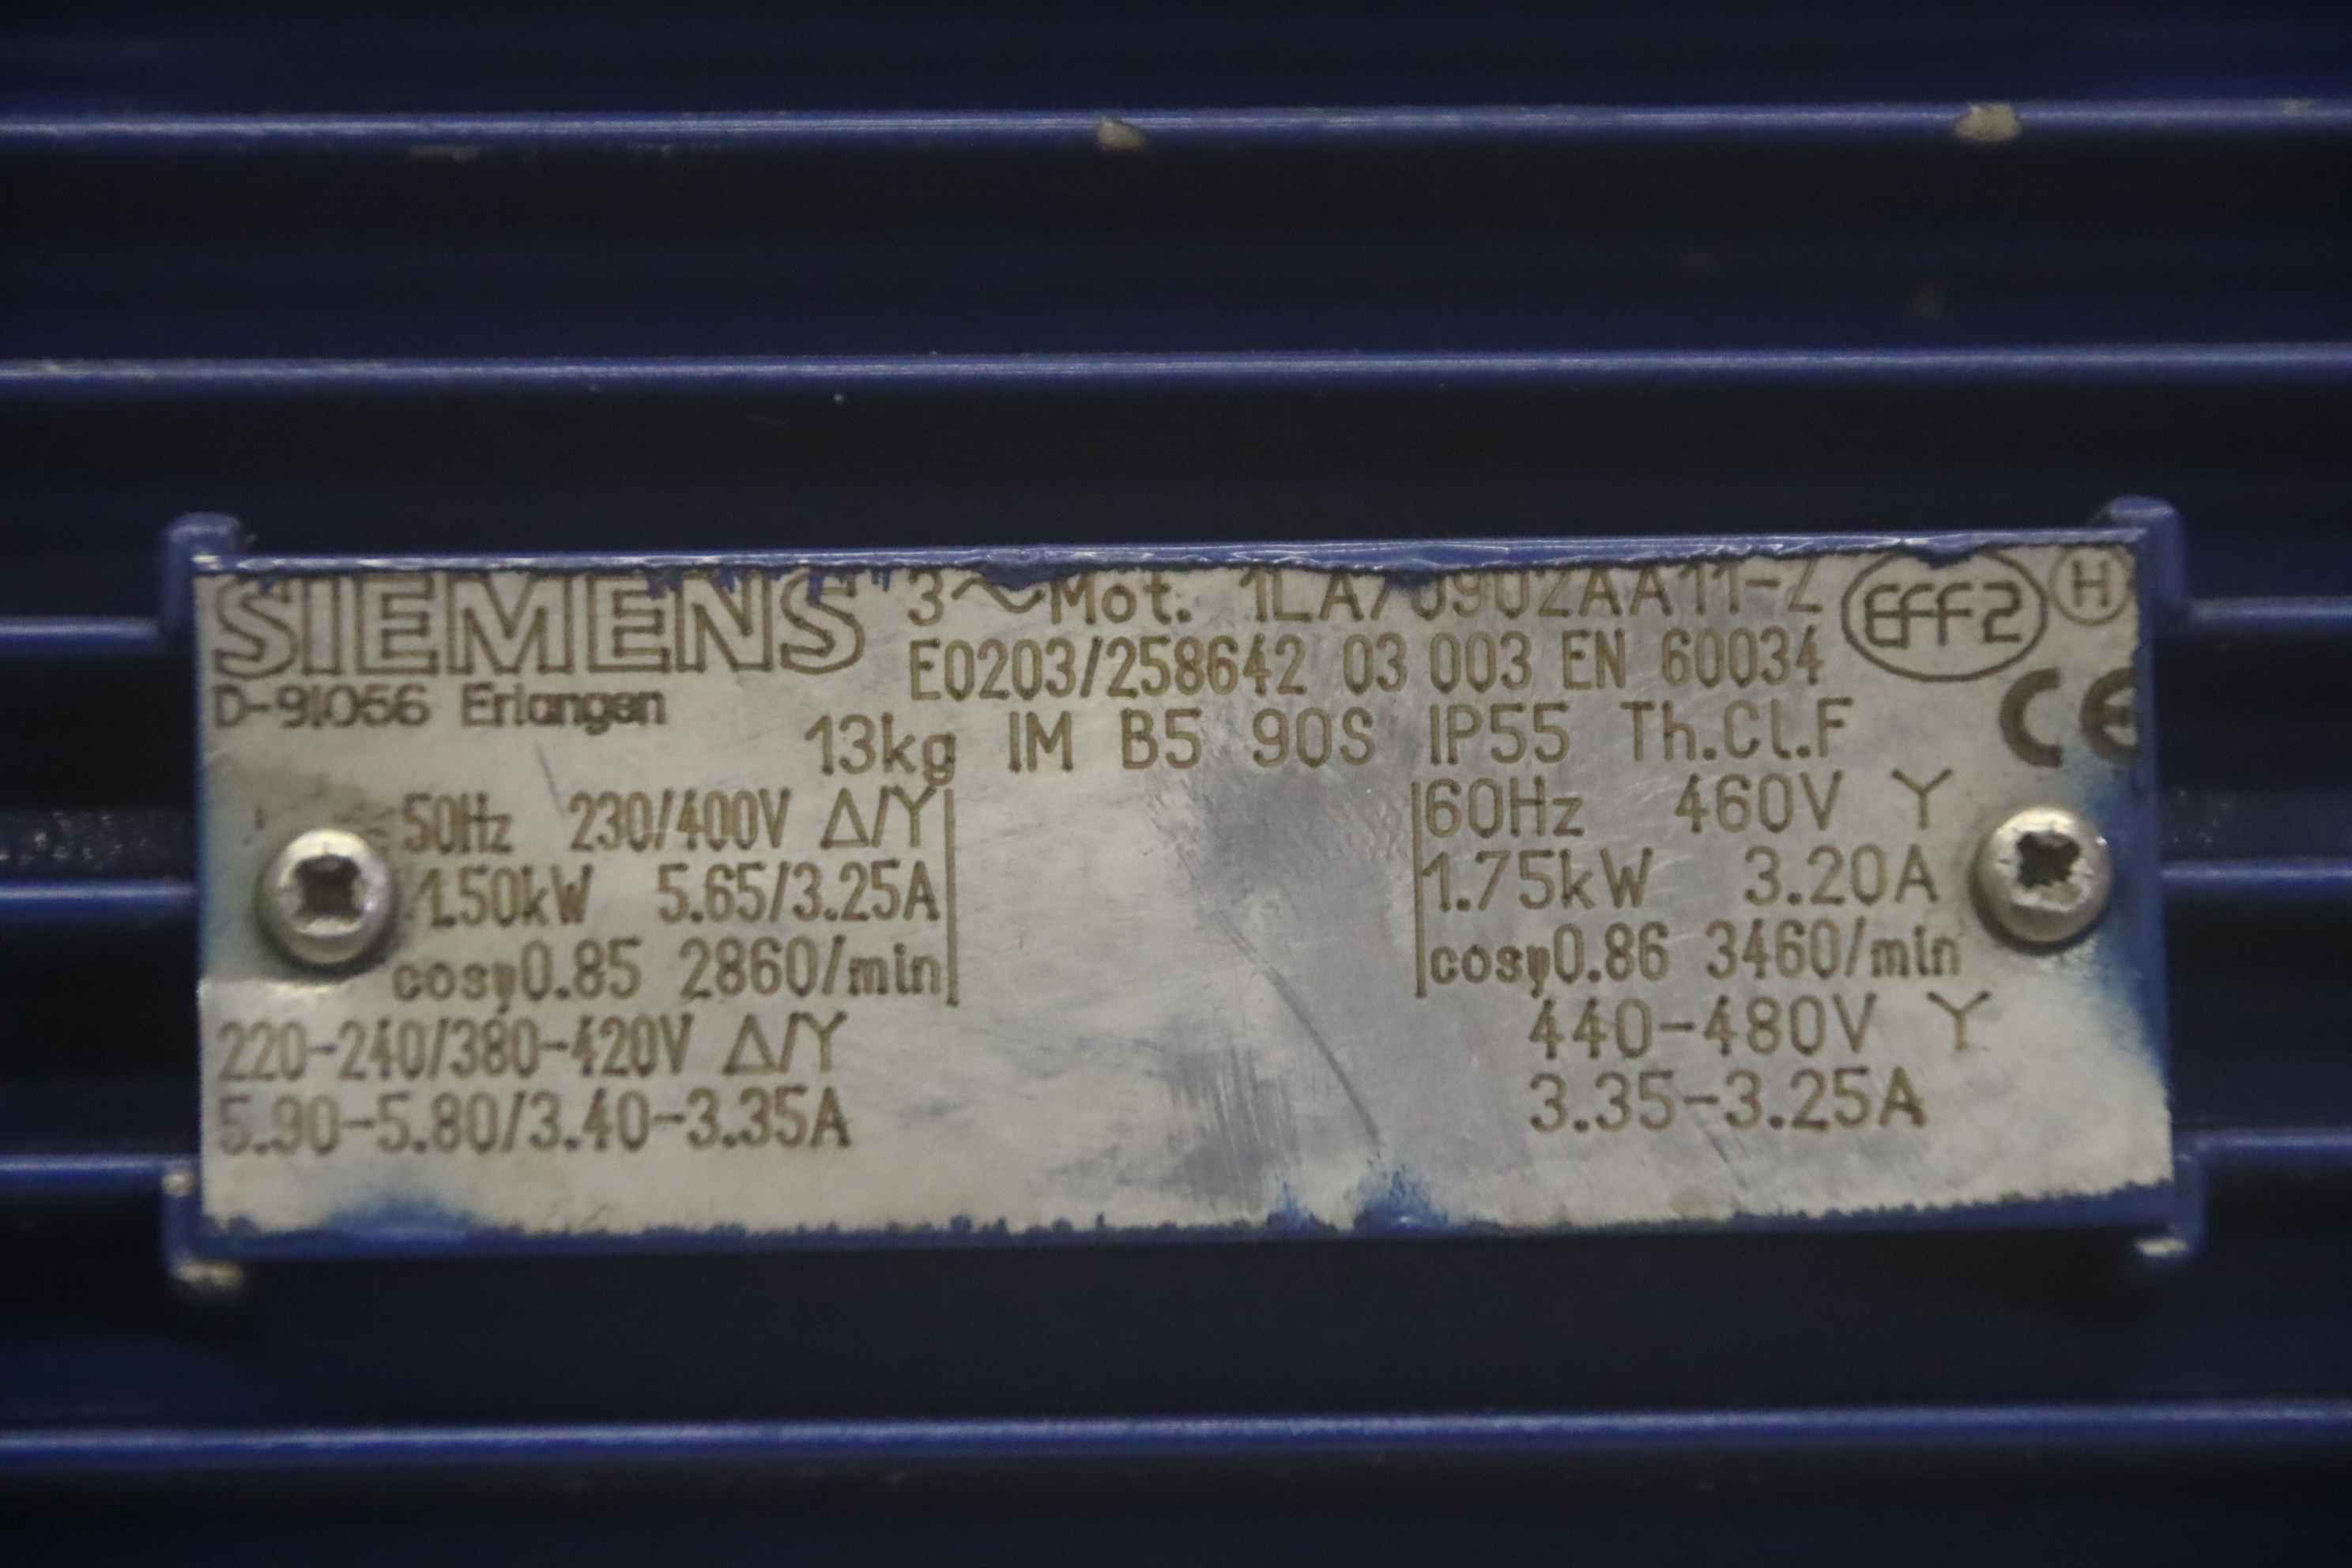 SIEMENS
D-91056 Erlangen
3~Mot. 1LA70902AA11-Z
E0203/258642 03 003 EN 60034
13kg IM B5 90S IP55 Th.Cl.F
EFF2
H
CE
50Hz 230/400V Δ/Y
1.50kW 5.65/3.25A
cosφ0.85 2860/min
220-240/380-420V Δ/Y
5.90-5.80/3.40-3.35A
60Hz 460V Y
1.75kW 3.20A
cosφ0.86 3460/min
440-480V Y
3.35-3.25A